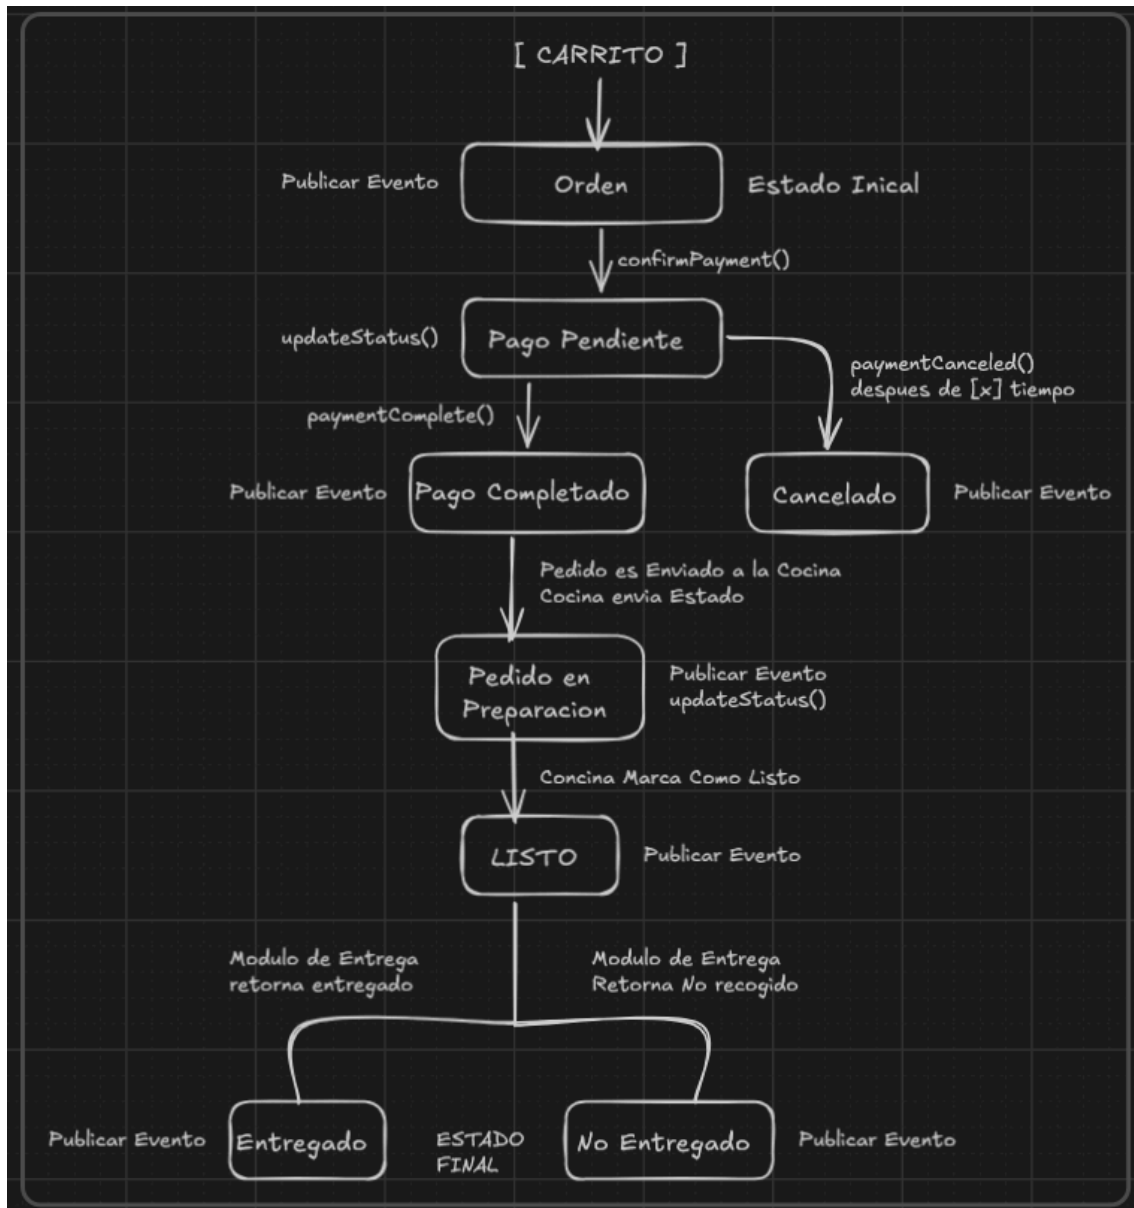 [ CARRITO ]
Publicar Evento
Orden
Estado Inical
confirmPayment()
updateStatus()
Pago Pendiente
paymentCanceled()
despues de [x] tiempo
paymentComplete()
Publicar Evento
Pago Completado
Cancelado
Publicar Evento
Pedido es Enviado a la Cocina
Cocina envia Estado
Pedido en
Preparacion
Publicar Evento
updateStatus()
Concina Marca Como Listo
LISTO
Publicar Evento
Modulo de Entrega
retorna entregado
Modulo de Entrega
Retorna No recogido
Publicar Evento
Entregado
ESTADO
FINAL
No Entregado
Publicar Evento